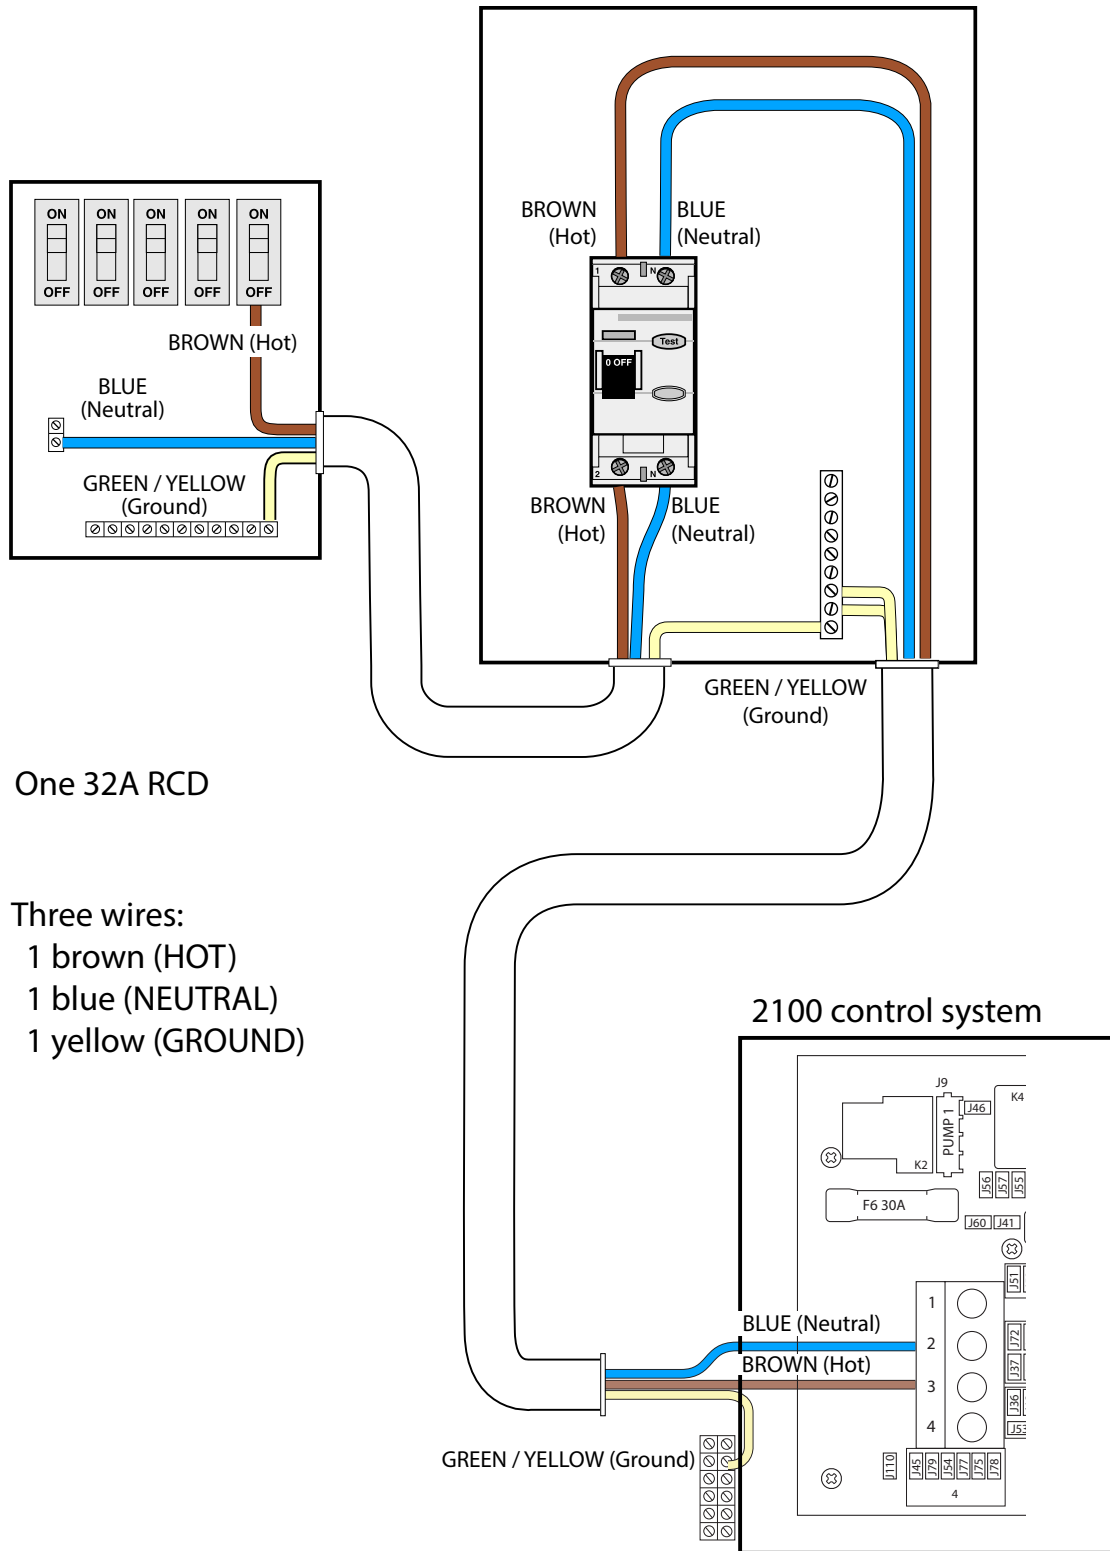 BROWN
(Hot)
BLUE
(Neutral)
ON
ON
ON
ON
ON
OFF
OFF
OFF
OFF
OFF
BROWN (Hot)
BLUE
(Neutral)
GREEN / YELLOW
(Ground)
1
N
Test
0 OFF
2
N
BROWN
(Hot)
BLUE
(Neutral)
GREEN / YELLOW
(Ground)
One 32A RCD
Three wires:
1 brown (HOT)
1 blue (NEUTRAL)
1 yellow (GROUND)
2100 control system
J9
J46
K4
PUMP 1
K2
J56
J57
J55
F6 30A
J60
J41
J51
1
BLUE (Neutral)
2
J72
BROWN (Hot)
J37
3
J36
4
J53
GREEN / YELLOW (Ground)
J110
J45
J79
J54
J77
J75
J78
4